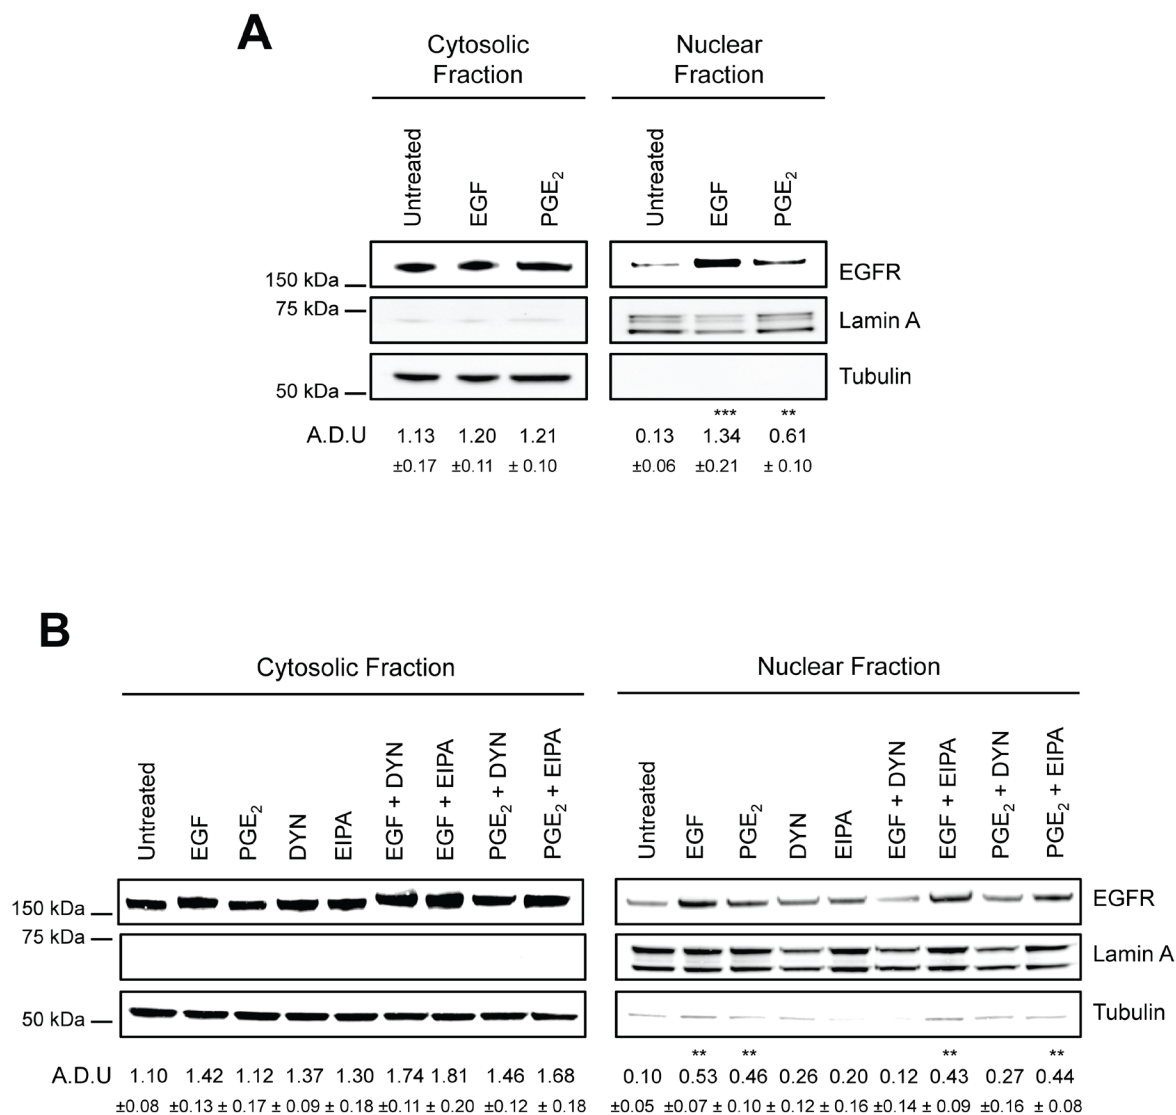 A
Cytosolic
Fraction
Nuclear
Fraction
Untreated
EGF
PGE2
Untreated
EGF
PGE2
150 kDa
EGFR
75 kDa
Lamin A
50 kDa
Tubulin
*** **
A.D.U 1.13 1.20 1.21 0.13 1.34 0.61
±0.17 ±0.11 ± 0.10 ±0.06 ±0.21 ± 0.10
B
Cytosolic Fraction
Nuclear Fraction
Untreated
EGF
PGE2
DYN
EIPA
EGF + DYN
EGF + EIPA
PGE2 + DYN
PGE2 + EIPA
Untreated
EGF
PGE2
DYN
EIPA
EGF + DYN
EGF + EIPA
PGE2 + DYN
PGE2 + EIPA
150 kDa
EGFR
75 kDa
Lamin A
50 kDa
Tubulin
** ** ** **
A.D.U 1.10 1.42 1.12 1.37 1.30 1.74 1.81 1.46 1.68 0.10 0.53 0.46 0.26 0.20 0.12 0.43 0.27 0.44
±0.08 ±0.13 ± 0.17 ± 0.09 ± 0.18 ±0.11 ± 0.20 ±0.12 ± 0.18 ±0.05 ±0.07 ± 0.10 ± 0.12 ± 0.16 ±0.14 ± 0.09 ±0.16 ± 0.08